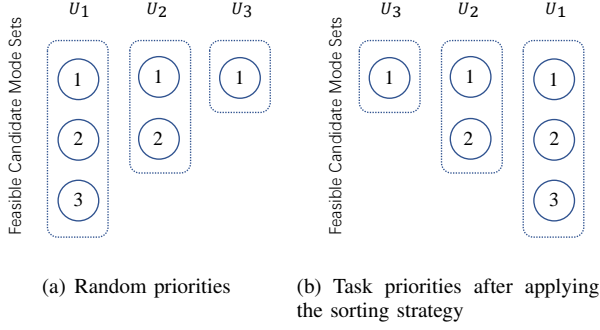 U1 U2 U3
Feasible Candidate Mode Sets
1 1 1
2 2
3
(a) Random priorities
U3 U2 U1
Feasible Candidate Mode Sets
1 1 1
2 2
3
(b) Task priorities after applying
the sorting strategy